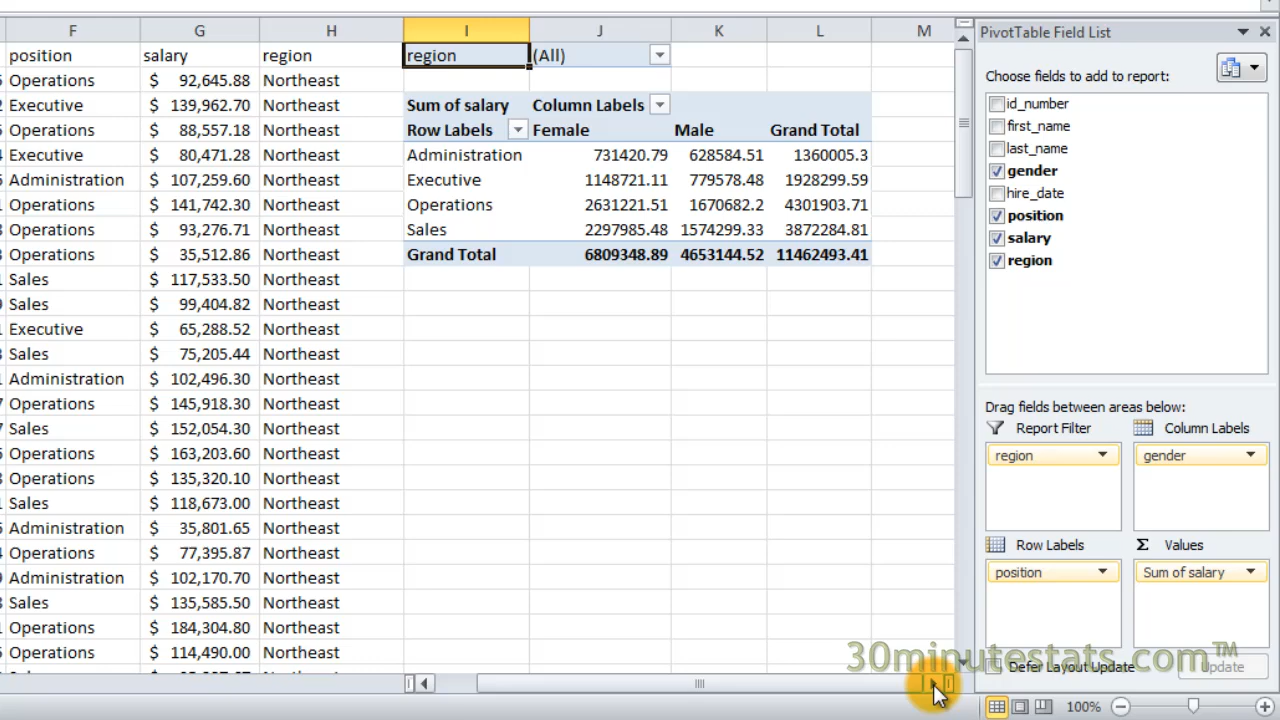 F G H I J K L M
position salary region region (All)
Operations $ 92,645.88 Northeast
Executive $ 139,962.70 Northeast Sum of salary Column Labels
Operations $ 88,557.18 Northeast Row Labels Female Male Grand Total
Executive $ 80,471.28 Northeast Administration 731420.79 628584.51 1360005.3
Administration $ 107,259.60 Northeast Executive 1148721.11 779578.48 1928299.59
Operations $ 141,742.30 Northeast Operations 2631221.51 1670682.2 4301903.71
Operations $ 93,276.71 Northeast Sales 2297985.48 1574299.33 3872284.81
Operations $ 35,512.86 Northeast Grand Total 6809348.89 4653144.52 11462493.41
Sales $ 117,533.50 Northeast
Sales $ 99,404.82 Northeast
Executive $ 65,288.52 Northeast
Sales $ 75,205.44 Northeast
Administration $ 102,496.30 Northeast
Operations $ 145,918.30 Northeast
Sales $ 152,054.30 Northeast
Operations $ 163,203.60 Northeast
Operations $ 135,320.10 Northeast
Sales $ 118,673.00 Northeast
Administration $ 35,801.65 Northeast
Operations $ 77,395.87 Northeast
Administration $ 102,170.70 Northeast
Sales $ 135,585.50 Northeast
Operations $ 184,304.80 Northeast
Operations $ 114,490.00 Northeast
PivotTable Field List
Choose fields to add to report:
id_number
first_name
last_name
gender
hire_date
position
salary
region
Drag fields between areas below:
Report Filter Column Labels
region gender
Row Labels Σ Values
position Sum of salary
30minutestats.com™
Defer Layout Update Update
100%